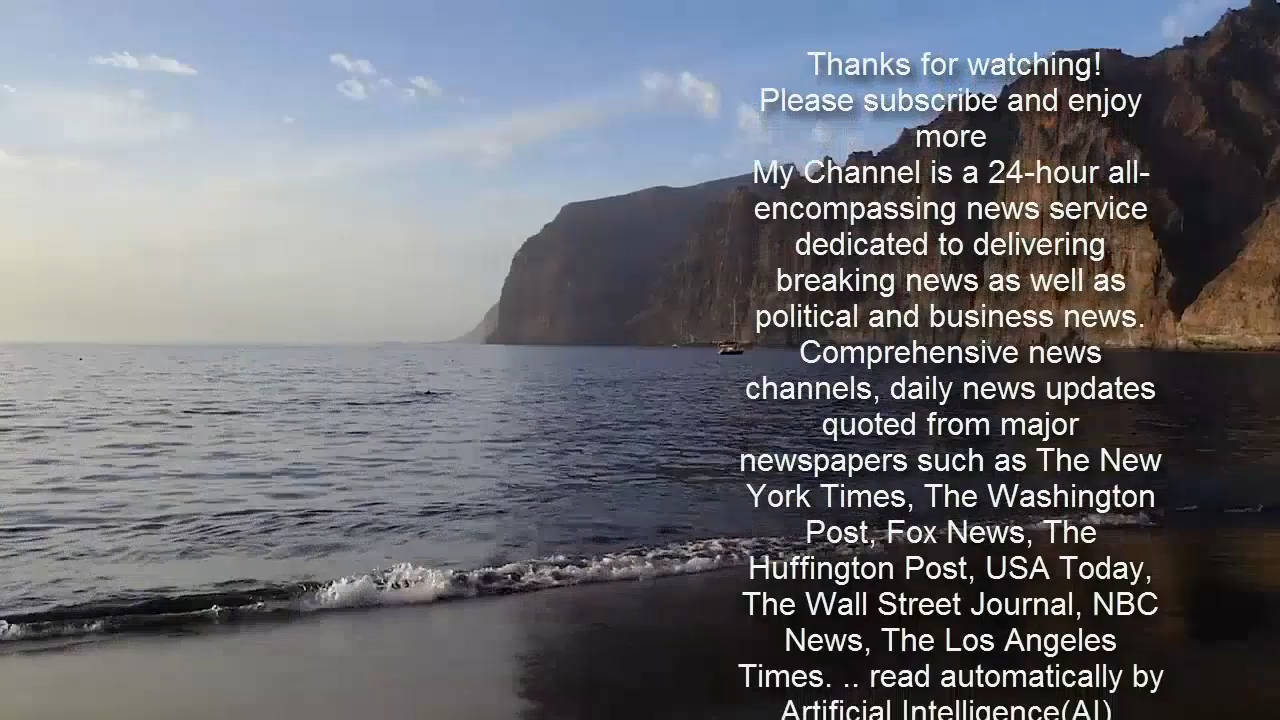 Thanks for watching!
Please subscribe and enjoy
more
My Channel is a 24-hour all-
encompassing news service
dedicated to delivering
breaking news as well as
political and business news.
Comprehensive news
channels, daily news updates
quoted from major
newspapers such as The New
York Times, The Washington
Post, Fox News, The
Huffington Post, USA Today,
The Wall Street Journal, NBC
News, The Los Angeles
Times. .. read automatically by
Artificial Intelligence(AI)